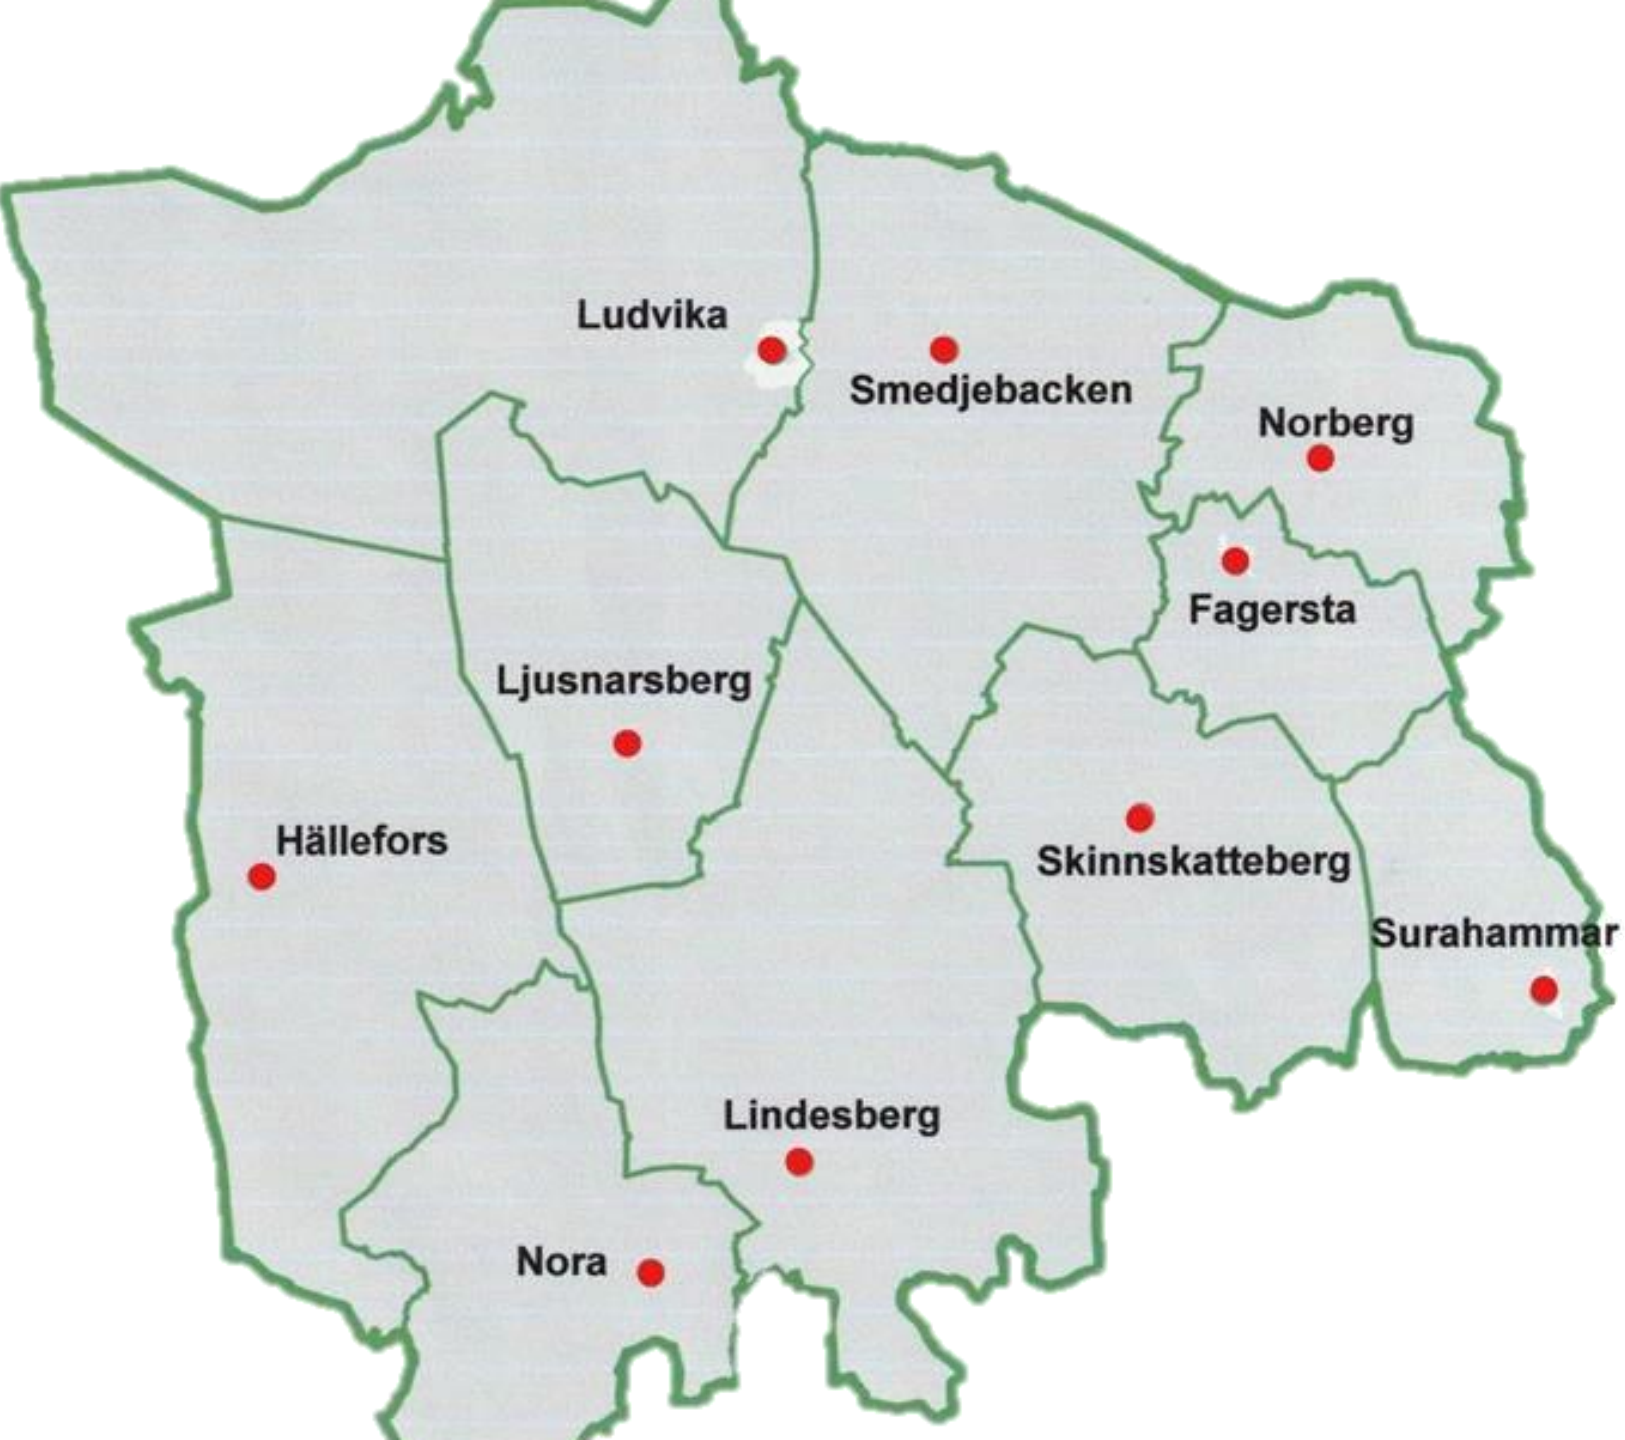 Ludvika
Smedjebacken
Norberg
Fagersta
Ljusnarsberg
Hällefors
Skinnskatteberg
Surahammar
Lindesberg
Nora